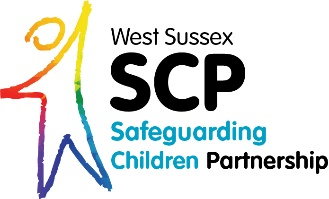 West Sussex
SCP
Safeguarding
Children Partnership